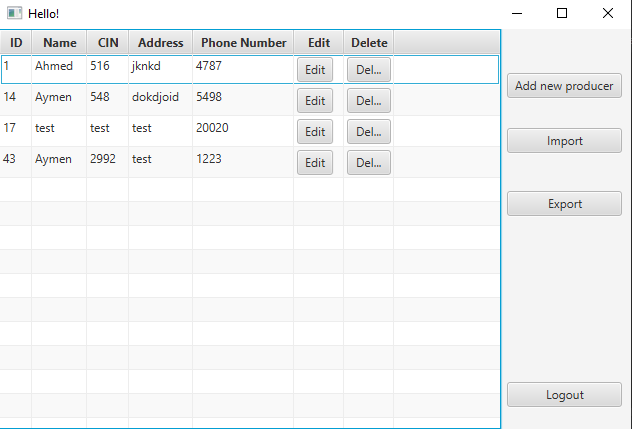 Hello!
ID Name CIN Address Phone Number Edit Delete
1 Ahmed 516 jknkd 4787 Edit Del...
14 Aymen 548 dokdjoid 5498 Edit Del...
17 test test test 20020 Edit Del...
43 Aymen 2992 test 1223 Edit Del...
Add new producer
Import
Export
Logout